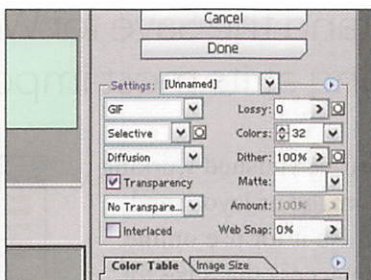 Cancel
Done
Settings: [Unnamed]
GIF Lossy: 0
Selective Colors: 32
Diffusion Dither: 100%
Transparency Matte:
No Transpare... Amount: 100%
Interlaced Web Snap: 0%
Color Table Image Size